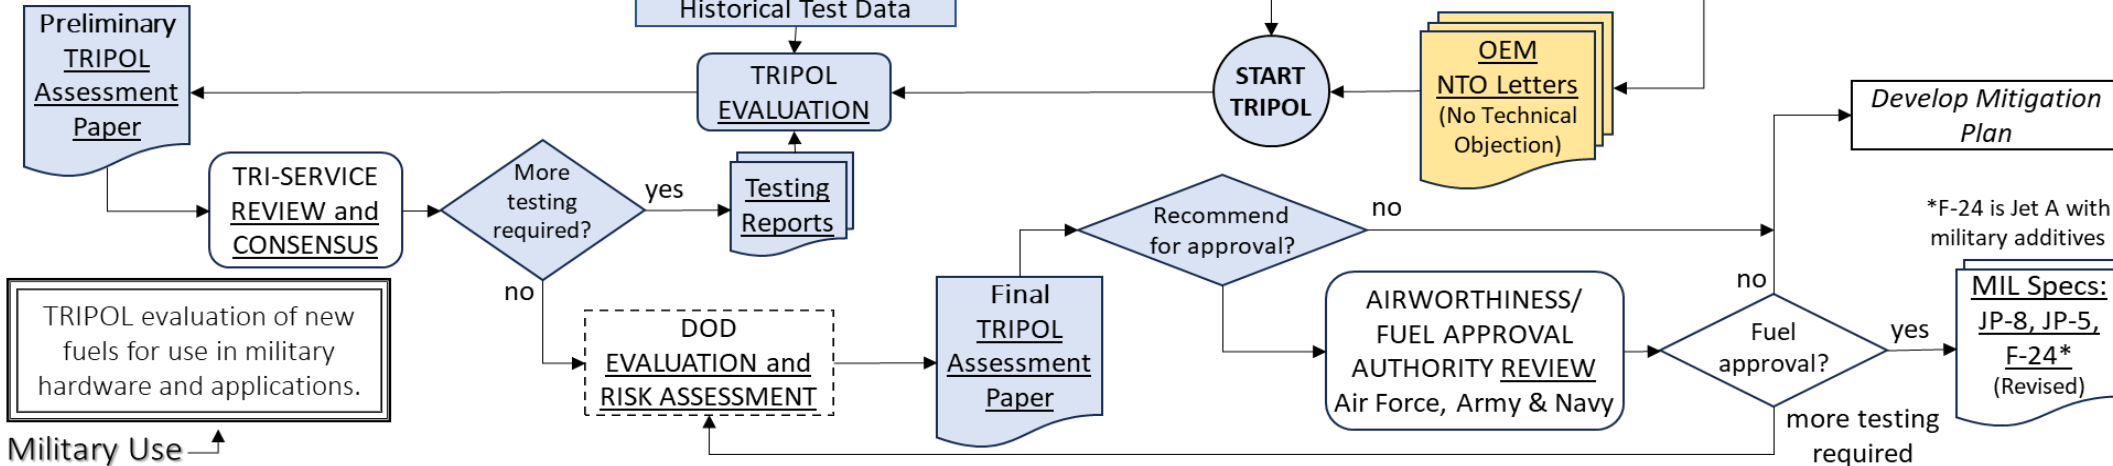 Historical Test Data
Preliminary
TRIPOL
Assessment
Paper
TRIPOL
EVALUATION
START
TRIPOL
OEM
NTO Letters
(No Technical
Objection)
Develop Mitigation
Plan
TRI-SERVICE
REVIEW and
CONSENSUS
More
testing
required?
yes
no
Testing
Reports
Recommend
for approval?
no
*F-24 is Jet A with
military additives
TRIPOL evaluation of new
fuels for use in military
hardware and applications.
Military Use
DOD
EVALUATION and
RISK ASSESSMENT
Final
TRIPOL
Assessment
Paper
AIRWORTHINESS/
FUEL APPROVAL
AUTHORITY REVIEW
Air Force, Army & Navy
no
Fuel
approval?
yes
more testing
required
MIL Specs:
JP-8, JP-5,
F-24*
(Revised)